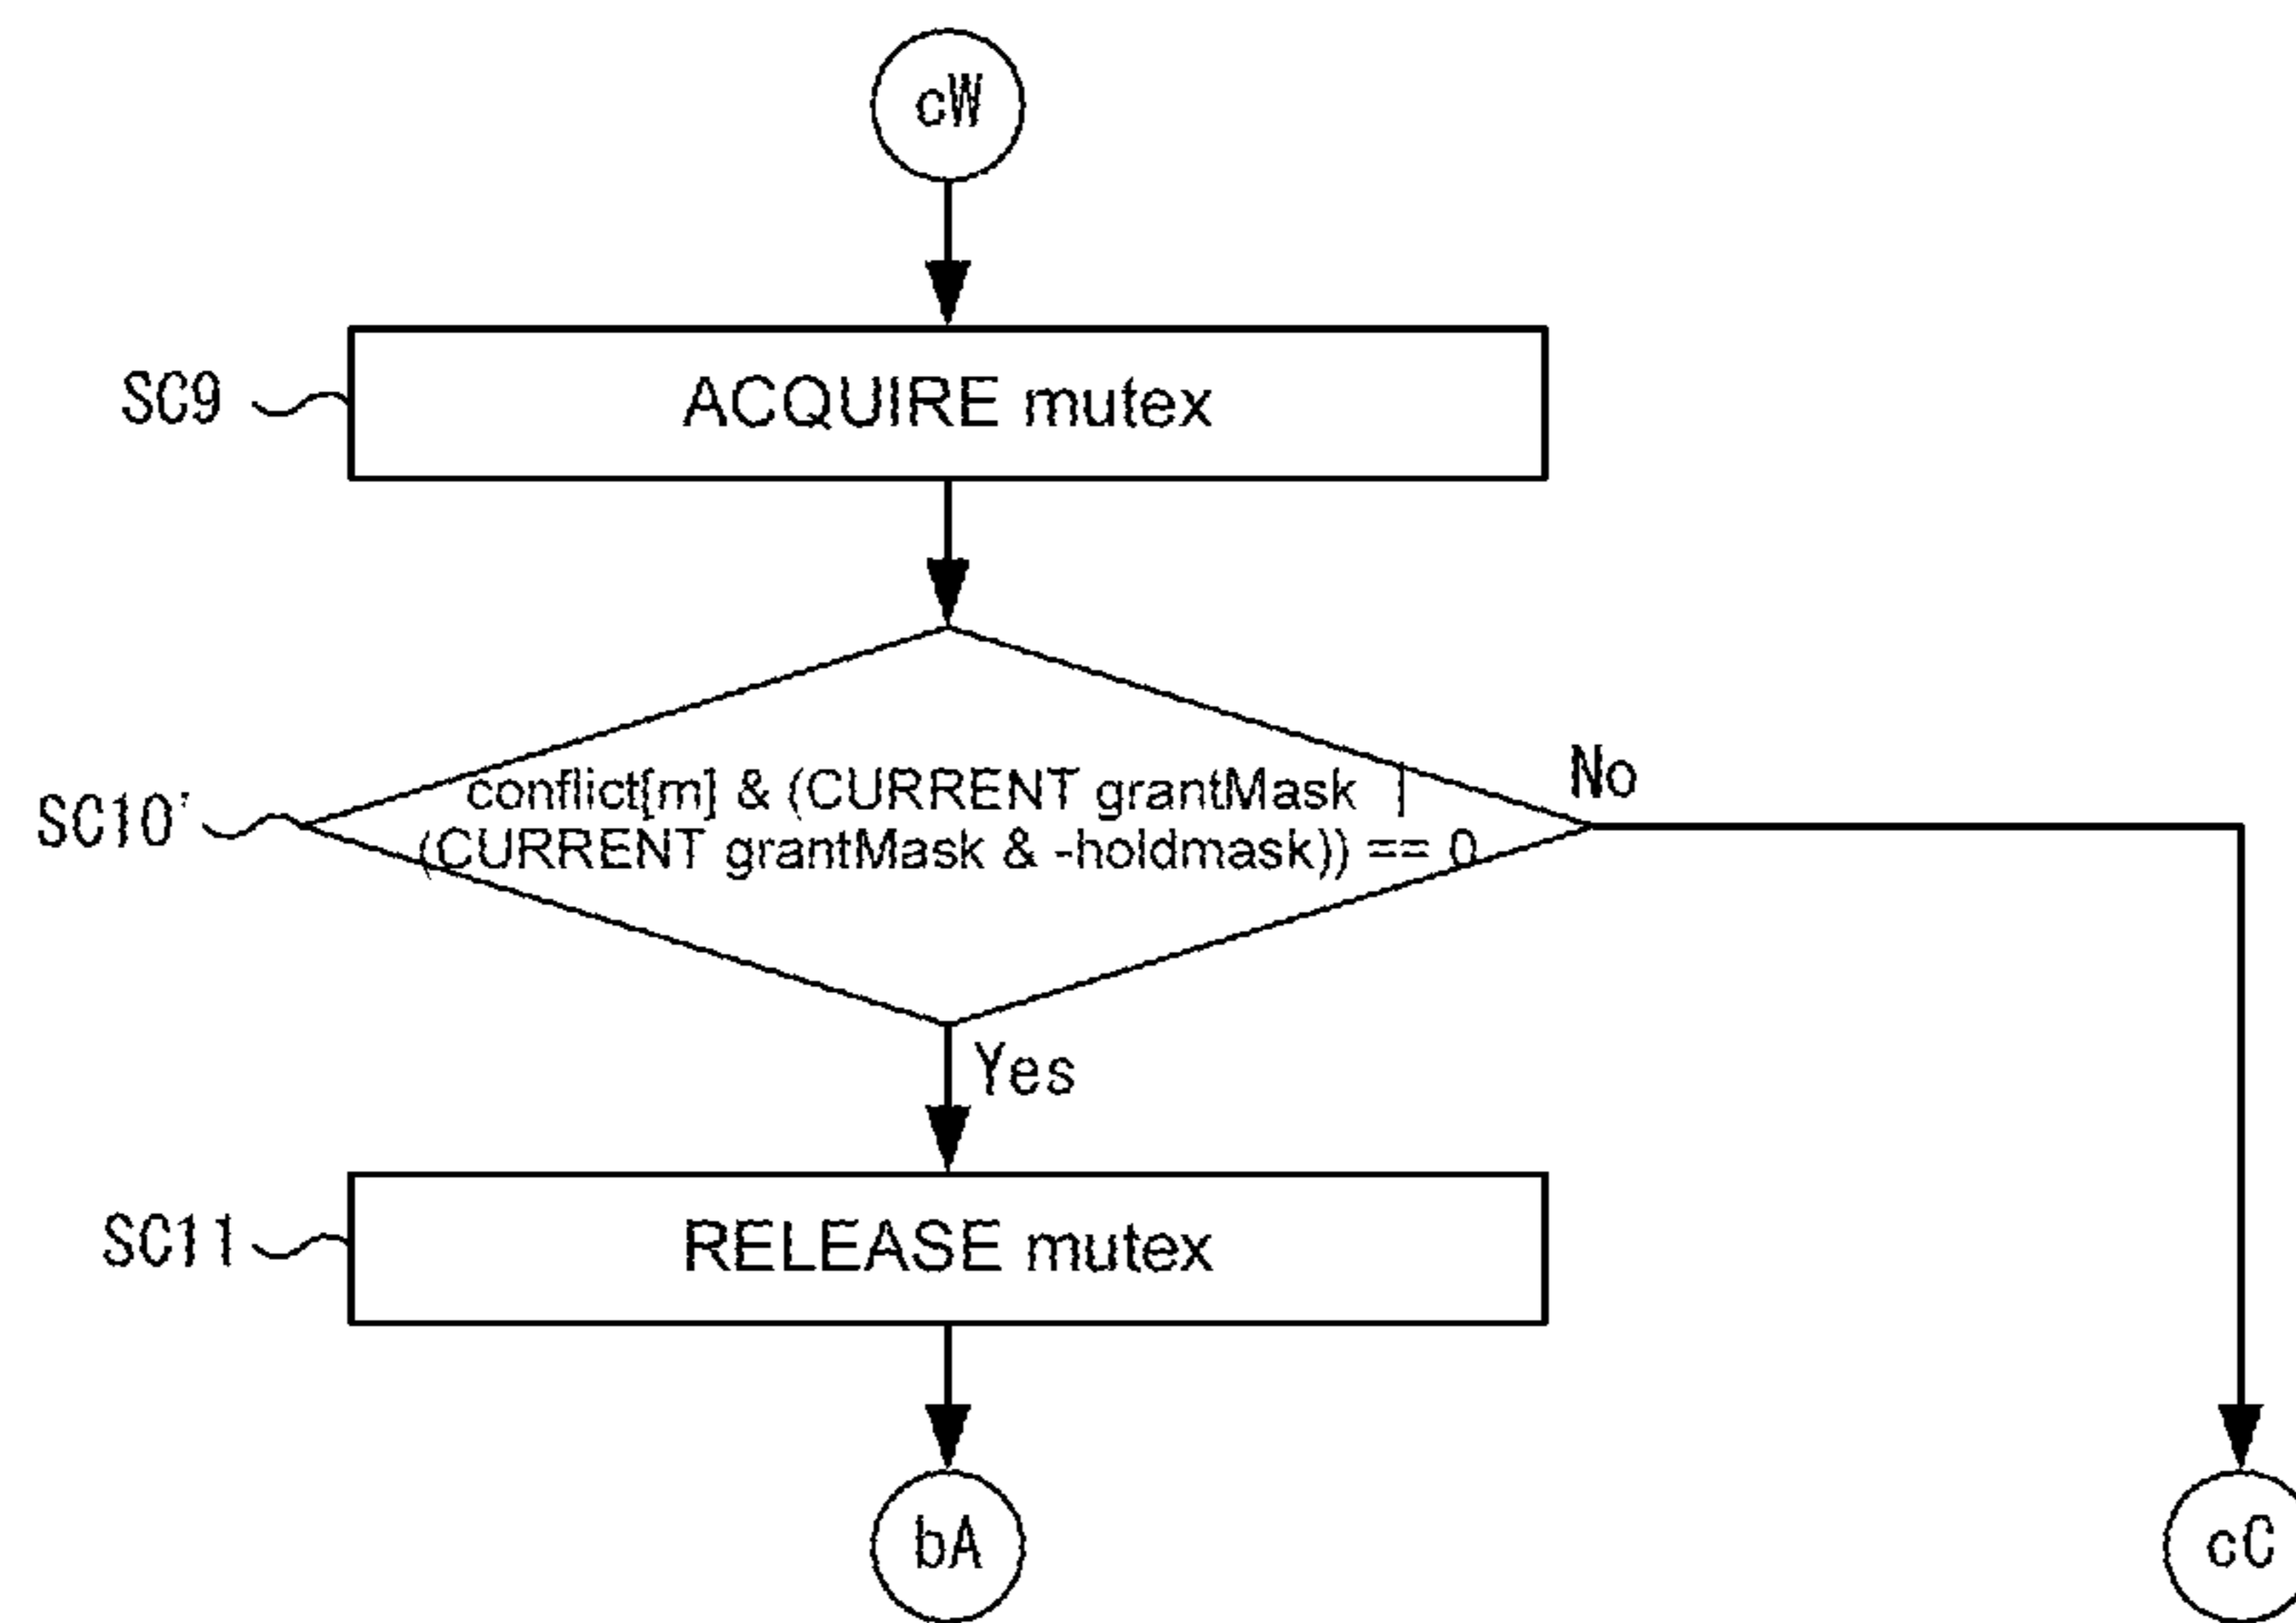 cW
SC9
ACQUIRE mutex
conflict[m] & (CURRENT grantMask |
(CURRENT grantMask & -holdmask)) == 0
SC10'
No
Yes
SC11
RELEASE mutex
bA
cC